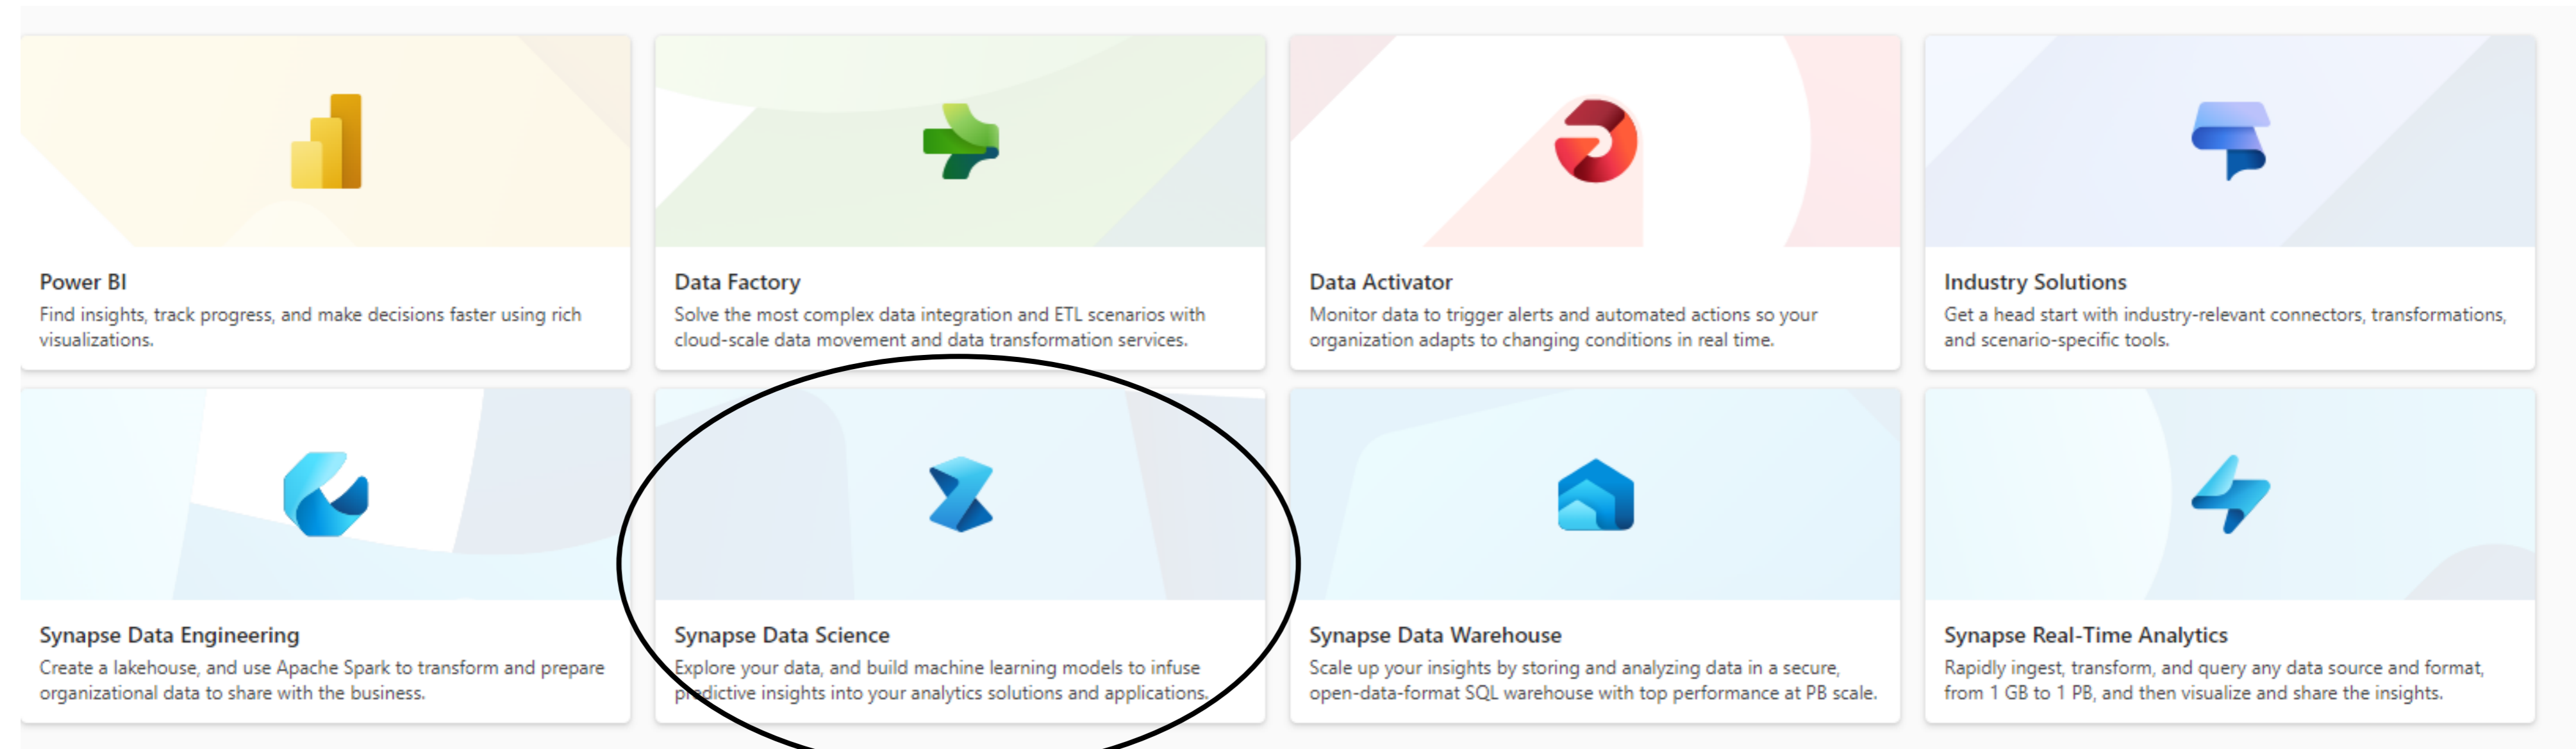 Power BI
Find insights, track progress, and make decisions faster using rich
visualizations.
Data Factory
Solve the most complex data integration and ETL scenarios with
cloud-scale data movement and data transformation services.
Data Activator
Monitor data to trigger alerts and automated actions so your
organization adapts to changing conditions in real time.
Industry Solutions
Get a head start with industry-relevant connectors, transformations,
and scenario-specific tools.
Synapse Data Engineering
Create a lakehouse, and use Apache Spark to transform and prepare
organizational data to share with the business.
Synapse Data Science
Explore your data, and build machine learning models to infuse
predictive insights into your analytics solutions and applications.
Synapse Data Warehouse
Scale up your insights by storing and analyzing data in a secure,
open-data-format SQL warehouse with top performance at PB scale.
Synapse Real-Time Analytics
Rapidly ingest, transform, and query any data source and format,
from 1 GB to 1 PB, and then visualize and share the insights.